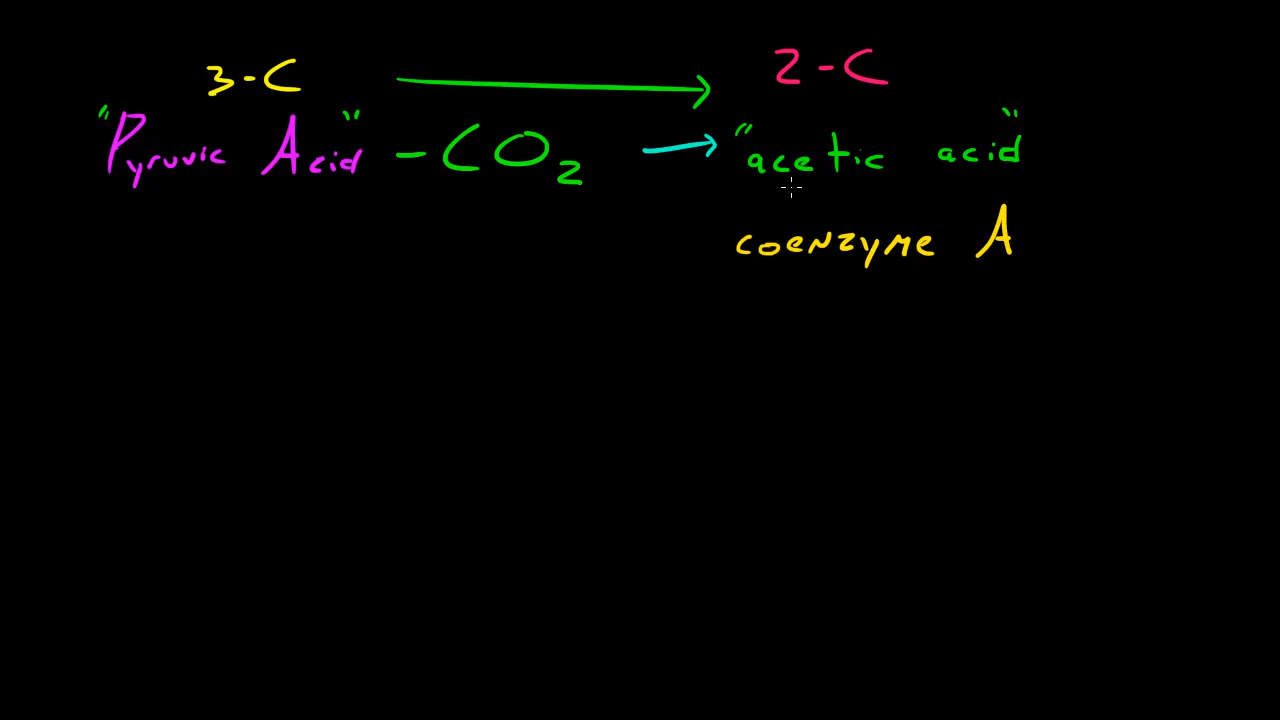 3-C → 2-C
"Pyruvic Acid" - CO₂ → "acetic acid"
coenzyme A